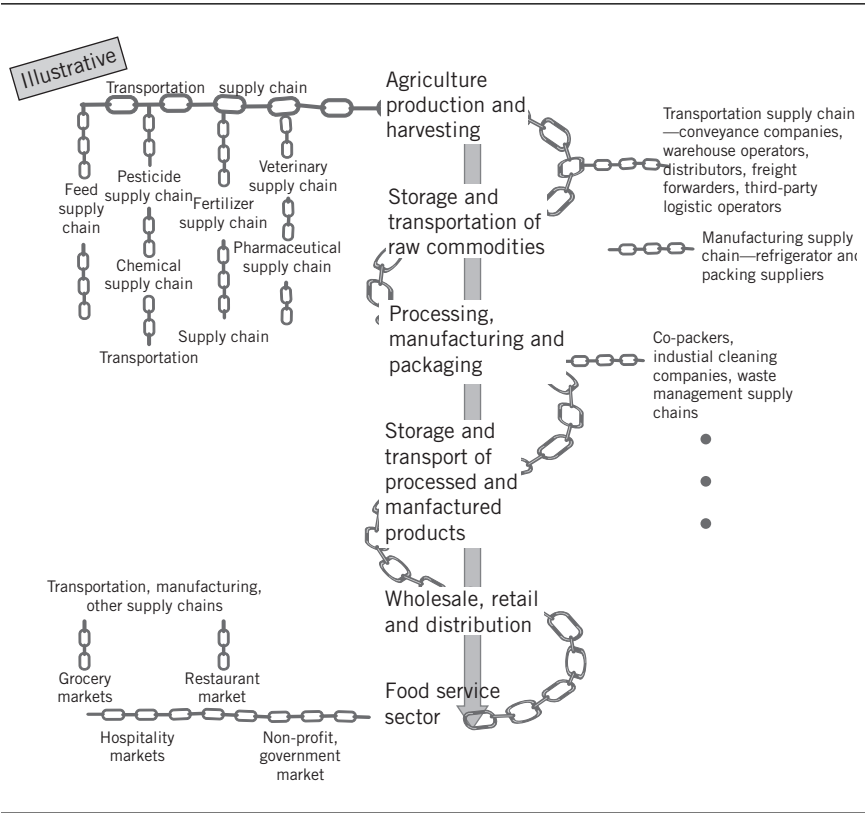 Illustrative
Transportation supply chain
Agriculture
production and
harvesting
Transportation supply chain
—conveyance companies,
warehouse operators,
distributors, freight
forwarders, third-party
logistic operators
Feed
supply
chain
Pesticide
supply chain
Fertilizer
supply chain
Veterinary
supply chain
Storage and
transportation of
raw commodities
Manufacturing supply
chain—refrigerator and
packing suppliers
Chemical
supply chain
Pharmaceutical
supply chain
Supply chain
Transportation
Processing,
manufacturing and
packaging
Co-packers,
industial cleaning
companies, waste
management supply
chains
Storage and
transport of
processed and
manfactured
products
Transportation, manufacturing,
other supply chains
Wholesale, retail
and distribution
Grocery
markets
Restaurant
market
Food service
sector
Hospitality
markets
Non-profit,
government
market